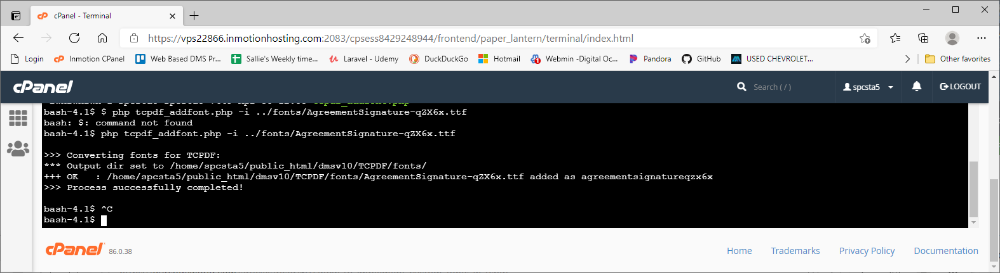 cPanel - Terminal
https://vps22866.inmotionhosting.com:2083/cpsess8429248944/frontend/paper_lantern/terminal/index.html
Login Inmotion CPanel Web Based DMS Pr... Sallie's Weekly time... Laravel - Udemy DuckDuckGo Hotmail Webmin -Digital Oc... Pandora GitHub USED CHEVROLET... Other favorites
cPanel Search ( / ) spcsta5 LOGOUT
bash-4.1$ $ php tcpdf_addfont.php -i ../fonts/AgreementSignature-qZX6x.ttf
bash: $: command not found
bash-4.1$ php tcpdf_addfont.php -i ../fonts/AgreementSignature-qZX6x.ttf
>>> Converting fonts for TCPDF:
*** Output dir set to /home/spcsta5/public_html/dmsv10/TCPDF/fonts/
+++ OK   : /home/spcsta5/public_html/dmsv10/TCPDF/fonts/AgreementSignature-qZX6x.ttf added as agreementsignatureqzx6x
>>> Process successfully completed!
bash-4.1$ ^C
bash-4.1$
cPanel 86.0.38 Home Trademarks Privacy Policy Documentation